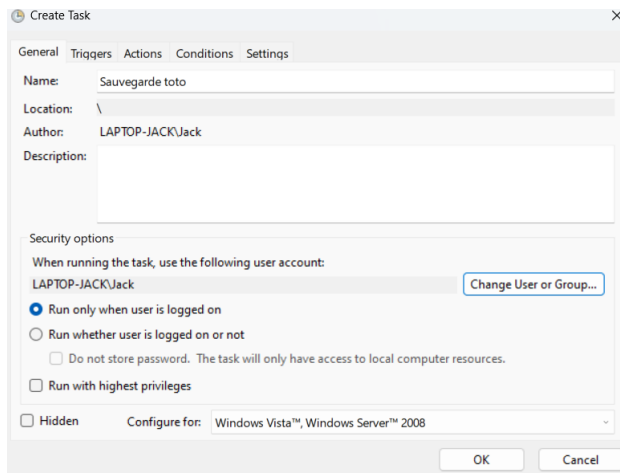 Create Task
General Triggers Actions Conditions Settings
Name: Sauvegarde toto
Location: \
Author: LAPTOP-JACK\Jack
Description:
Security options
When running the task, use the following user account:
LAPTOP-JACK\Jack Change User or Group...
Run only when user is logged on
Run whether user is logged on or not
Do not store password. The task will only have access to local computer resources.
Run with highest privileges
Hidden Configure for: Windows Vista™, Windows Server™ 2008
OK Cancel